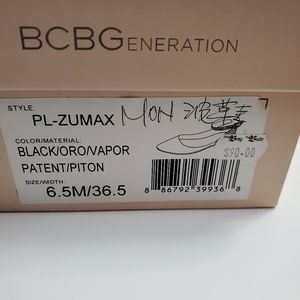 BCBGENERATION
STYLE:
PL-ZUMAX MON
COLOR/MATERIAL:
BLACK/ORO/VAPOR
PATENT/PITON
SIZE/WIDTH:
6.5M/36.5
$90.00
8 86792 39936 8